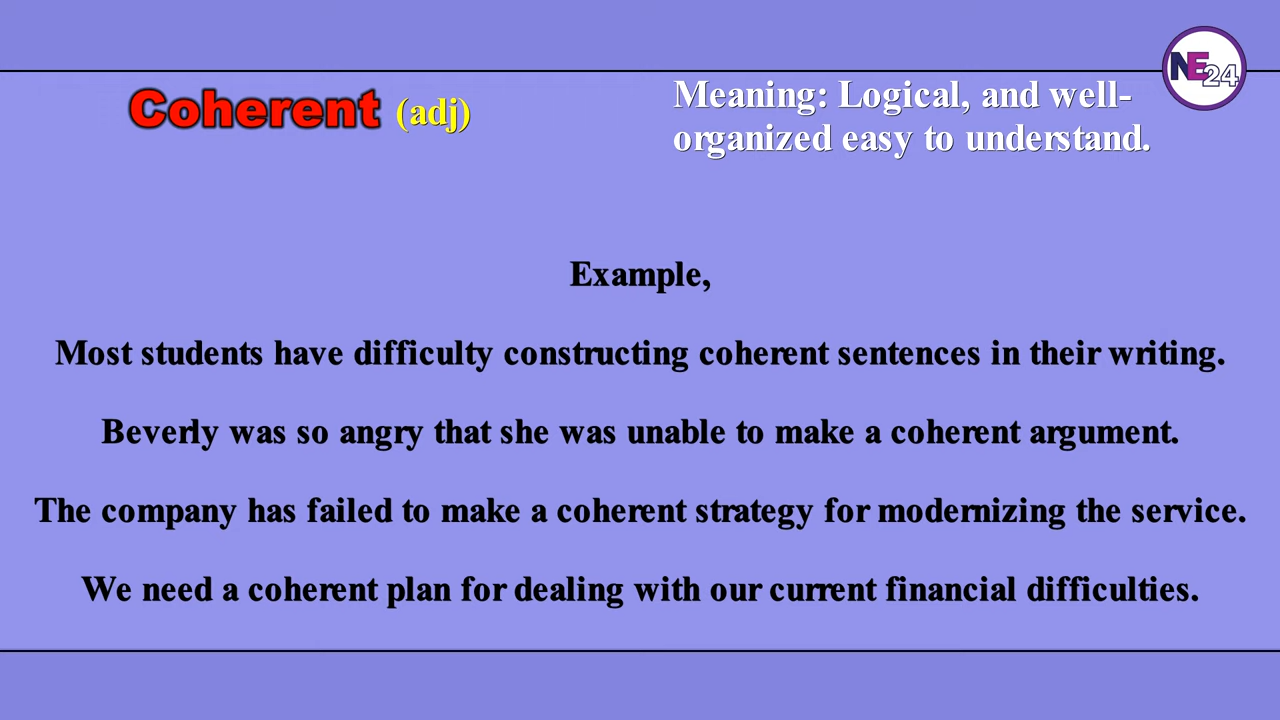 NE24
Coherent (adj)
Meaning: Logical, and well-
organized easy to understand.
Example,
Most students have difficulty constructing coherent sentences in their writing.
Beverly was so angry that she was unable to make a coherent argument.
The company has failed to make a coherent strategy for modernizing the service.
We need a coherent plan for dealing with our current financial difficulties.